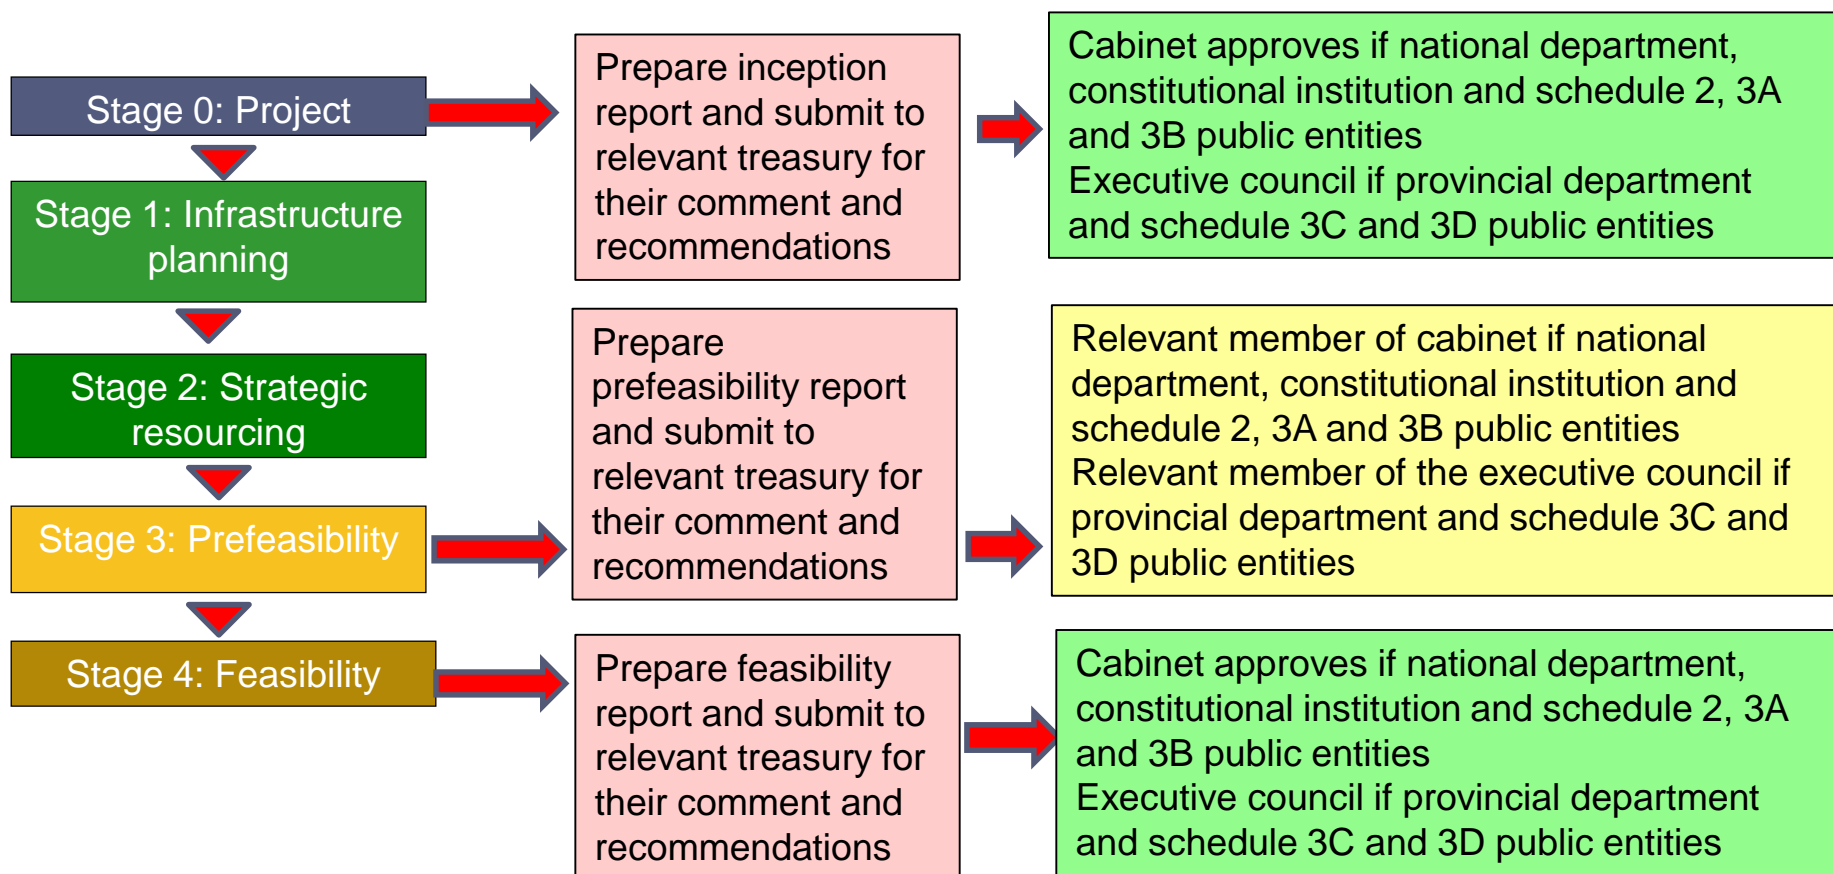 Stage 0: Project
Prepare inception
report and submit to
relevant treasury for
their comment and
recommendations
Cabinet approves if national department,
constitutional institution and schedule 2, 3A
and 3B public entities
Executive council if provincial department
and schedule 3C and 3D public entities
Stage 1: Infrastructure
planning
Stage 2: Strategic
resourcing
Stage 3: Prefeasibility
Prepare
prefeasibility report
and submit to
relevant treasury for
their comment and
recommendations
Relevant member of cabinet if national
department, constitutional institution and
schedule 2, 3A and 3B public entities
Relevant member of the executive council if
provincial department and schedule 3C and
3D public entities
Stage 4: Feasibility
Prepare feasibility
report and submit to
relevant treasury for
their comment and
recommendations
Cabinet approves if national department,
constitutional institution and schedule 2, 3A
and 3B public entities
Executive council if provincial department
and schedule 3C and 3D public entities